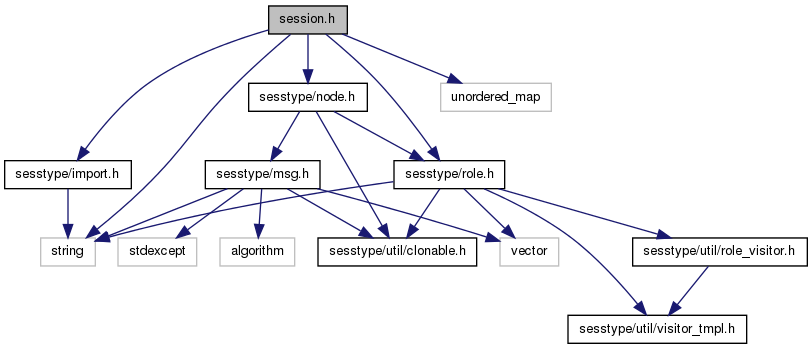 session.h
sesstype/node.h
unordered_map
sesstype/import.h
sesstype/msg.h
sesstype/role.h
string
stdexcept
algorithm
sesstype/util/clonable.h
vector
sesstype/util/role_visitor.h
sesstype/util/visitor_tmpl.h